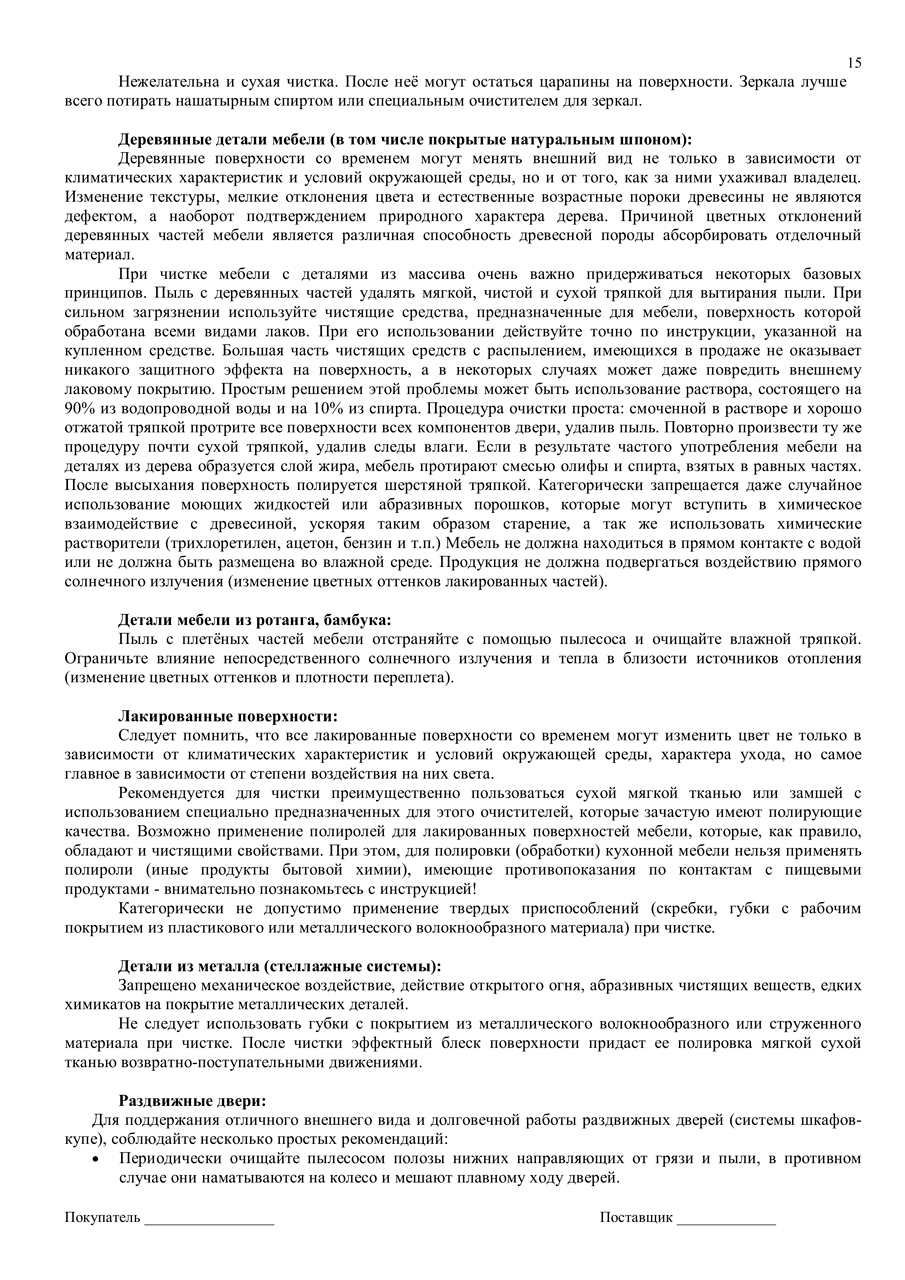 15
Нежелательна и сухая чистка. После неё могут остаться царапины на поверхности. Зеркала лучше
всего потирать нашатырным спиртом или специальным очистителем для зеркал.
Деревянные детали мебели (в том числе покрытые натуральным шпоном):
Деревянные поверхности со временем могут менять внешний вид не только в зависимости от
климатических характеристик и условий окружающей среды, но и от того, как за ними ухаживал владелец.
Изменение текстуры, мелкие отклонения цвета и естественные возрастные пороки древесины не являются
дефектом, а наоборот подтверждением природного характера дерева. Причиной цветных отклонений
деревянных частей мебели является различная способность древесной породы абсорбировать отделочный
материал.
При чистке мебели с деталями из массива очень важно придерживаться некоторых базовых
принципов. Пыль с деревянных частей удалять мягкой, чистой и сухой тряпкой для вытирания пыли. При
сильном загрязнении используйте чистящие средства, предназначенные для мебели, поверхность которой
обработана всеми видами лаков. При его использовании действуйте точно по инструкции, указанной на
купленном средстве. Большая часть чистящих средств с распылением, имеющихся в продаже не оказывает
никакого защитного эффекта на поверхность, а в некоторых случаях может даже повредить внешнему
лаковому покрытию. Простым решением этой проблемы может быть использование раствора, состоящего на
90% из водопроводной воды и на 10% из спирта. Процедура очистки проста: смоченной в растворе и хорошо
отжатой тряпкой протрите все поверхности всех компонентов двери, удалив пыль. Повторно произвести ту же
процедуру почти сухой тряпкой, удалив следы влаги. Если в результате частого употребления мебели на
деталях из дерева образуется слой жира, мебель протирают смесью олифы и спирта, взятых в равных частях.
После высыхания поверхность полируется шерстяной тряпкой. Категорически запрещается даже случайное
использование моющих жидкостей или абразивных порошков, которые могут вступить в химическое
взаимодействие с древесиной, ускоряя таким образом старение, а так же использовать химические
растворители (трихлоретилен, ацетон, бензин и т.п.) Мебель не должна находиться в прямом контакте с водой
или не должна быть размещена во влажной среде. Продукция не должна подвергаться воздействию прямого
солнечного излучения (изменение цветных оттенков лакированных частей).
Детали мебели из ротанга, бамбука:
Пыль с плетёных частей мебели отстраняйте с помощью пылесоса и очищайте влажной тряпкой.
Ограничьте влияние непосредственного солнечного излучения и тепла в близости источников отопления
(изменение цветных оттенков и плотности переплета).
Лакированные поверхности:
Следует помнить, что все лакированные поверхности со временем могут изменить цвет не только в
зависимости от климатических характеристик и условий окружающей среды, характера ухода, но самое
главное в зависимости от степени воздействия на них света.
Рекомендуется для чистки преимущественно пользоваться сухой мягкой тканью или замшей с
использованием специально предназначенных для этого очистителей, которые зачастую имеют полирующие
качества. Возможно применение полиролей для лакированных поверхностей мебели, которые, как правило,
обладают и чистящими свойствами. При этом, для полировки (обработки) кухонной мебели нельзя применять
полироли (иные продукты бытовой химии), имеющие противопоказания по контактам с пищевыми
продуктами - внимательно познакомьтесь с инструкцией!
Категорически не допустимо применение твердых приспособлений (скребки, губки с рабочим
покрытием из пластикового или металлического волокнообразного материала) при чистке.
Детали из металла (стеллажные системы):
Запрещено механическое воздействие, действие открытого огня, абразивных чистящих веществ, едких
химикатов на покрытие металлических деталей.
Не следует использовать губки с покрытием из металлического волокнообразного или струженного
материала при чистке. После чистки эффектный блеск поверхности придаст ее полировка мягкой сухой
тканью возвратно-поступательными движениями.
Раздвижные двери:
Для поддержания отличного внешнего вида и долговечной работы раздвижных дверей (системы шкафов-
купе), соблюдайте несколько простых рекомендаций:
• Периодически очищайте пылесосом полозы нижних направляющих от грязи и пыли, в противном
случае они наматываются на колесо и мешают плавному ходу дверей.
Покупатель _________________ Поставщик _____________